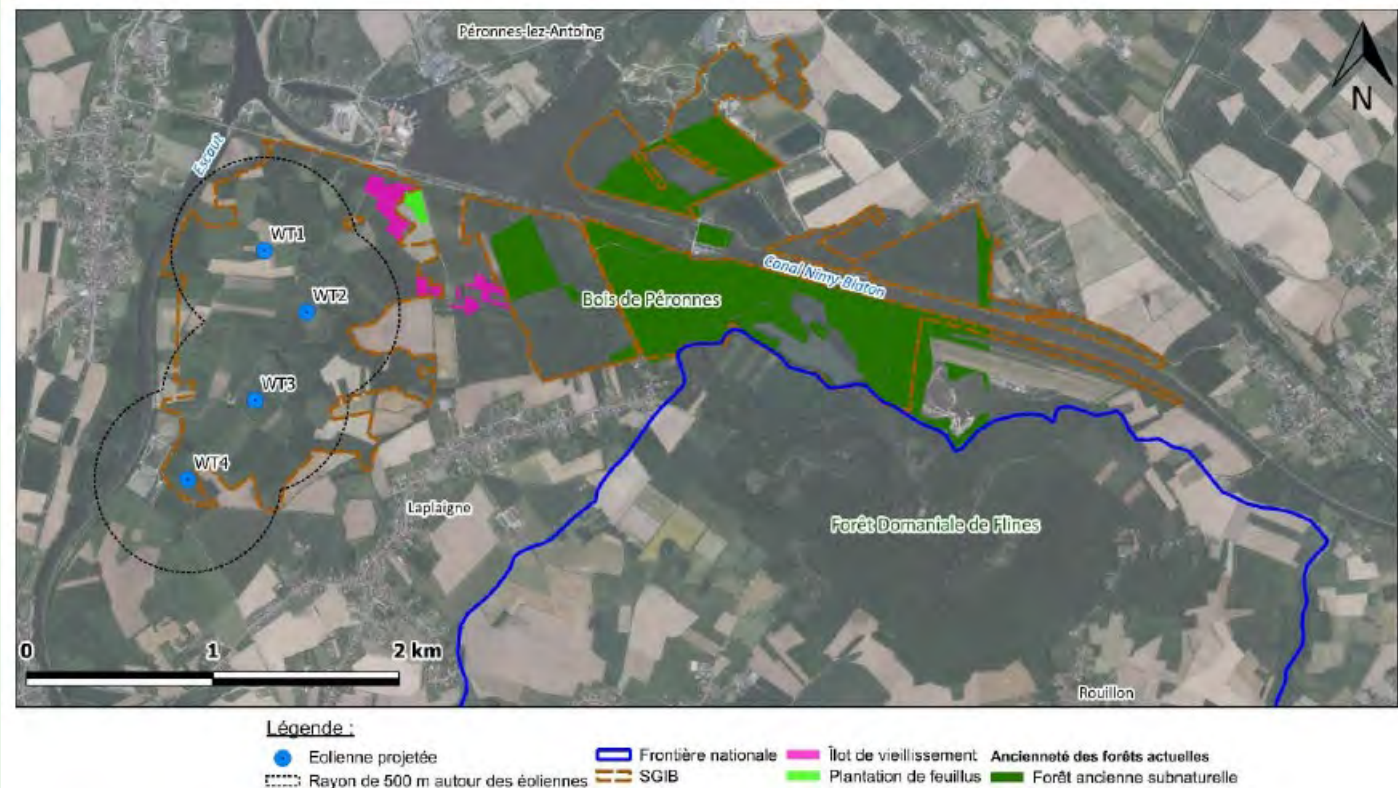 Péronnes-lez-Antoing
N
Escaut
WT1
WT2
Canal Nimy-Blaton
Bois de Péronnes
WT3
WT4
Laplaigne
Forêt Domaniale de Flines
0 1 2 km
Rouillon
Légende :
Eolienne projetée
Frontière nationale
Îlot de vieillissement
Ancienneté des forêts actuelles
Rayon de 500 m autour des éoliennes
SGIB
Plantation de feuillus
Forêt ancienne subnaturelle